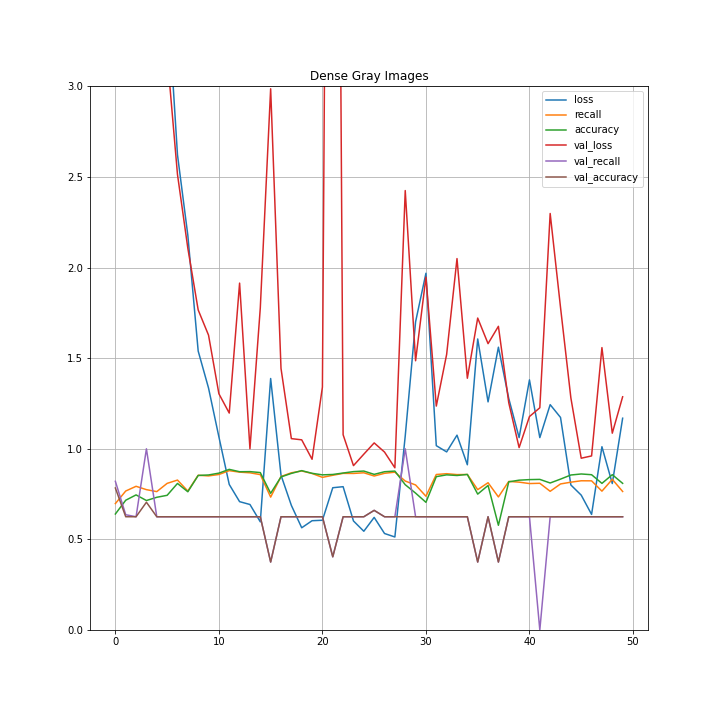 Dense Gray Images
loss
recall
accuracy
val_loss
val_recall
val_accuracy
3.0
2.5
2.0
1.5
1.0
0.5
0.0
0 10 20 30 40 50